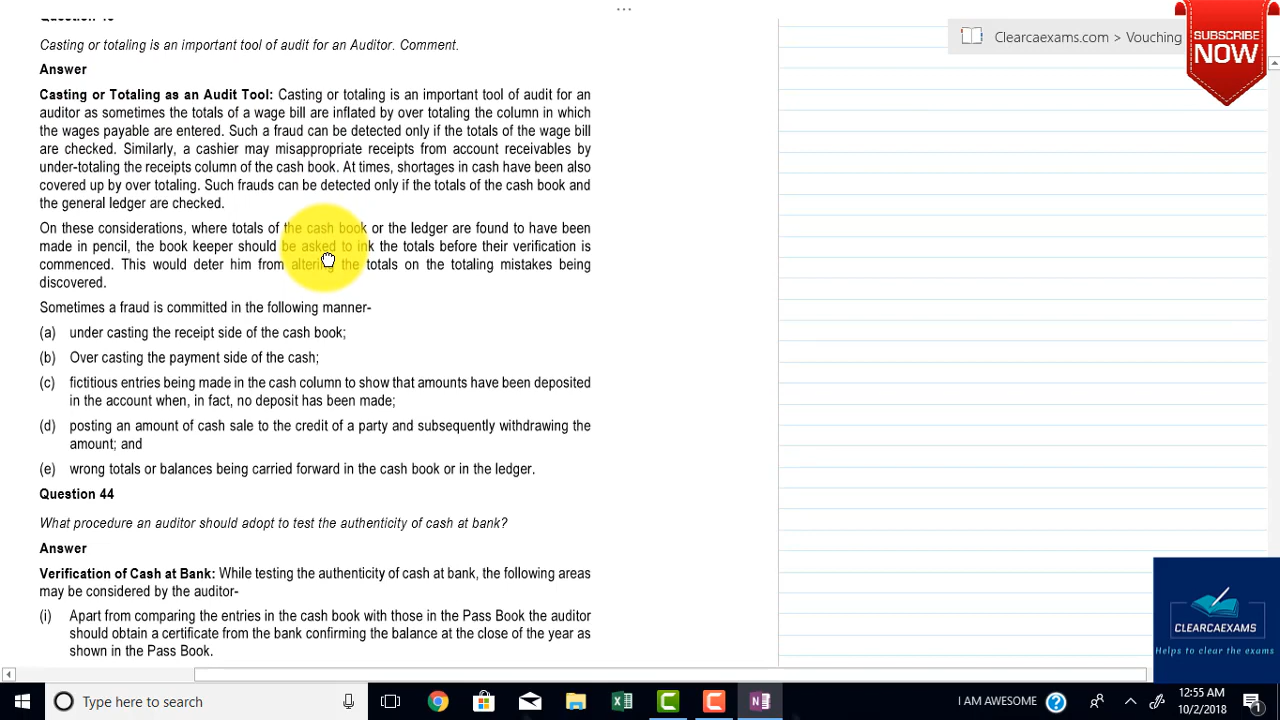 Casting or totaling is an important tool of audit for an Auditor. Comment.
Answer
Casting or Totaling as an Audit Tool: Casting or totaling is an important tool of audit for an
auditor as sometimes the totals of a wage bill are inflated by over totaling the column in which
the wages payable are entered. Such a fraud can be detected only if the totals of the wage bill
are checked. Similarly, a cashier may misappropriate receipts from account receivables by
under-totaling the receipts column of the cash book. At times, shortages in cash have been also
covered up by over totaling. Such frauds can be detected only if the totals of the cash book and
the general ledger are checked.
On these considerations, where totals of the cash book or the ledger are found to have been
made in pencil, the book keeper should be asked to ink the totals before their verification is
commenced. This would deter him from altering the totals on the totaling mistakes being
discovered.
Sometimes a fraud is committed in the following manner-
(a) under casting the receipt side of the cash book;
(b) Over casting the payment side of the cash;
(c) fictitious entries being made in the cash column to show that amounts have been deposited
in the account when, in fact, no deposit has been made;
(d) posting an amount of cash sale to the credit of a party and subsequently withdrawing the
amount; and
(e) wrong totals or balances being carried forward in the cash book or in the ledger.
Question 44
What procedure an auditor should adopt to test the authenticity of cash at bank?
Answer
Verification of Cash at Bank: While testing the authenticity of cash at bank, the following areas
may be considered by the auditor-
(i) Apart from comparing the entries in the cash book with those in the Pass Book the auditor
should obtain a certificate from the bank confirming the balance at the close of the year as
shown in the Pass Book.
Clearcaexams.com > Vouching
SUBSCRIBE
NOW
CLEARCAEXAMS
Helps to clear the exams
Type here to search
I AM AWESOME
12:55 AM
10/2/2018
1